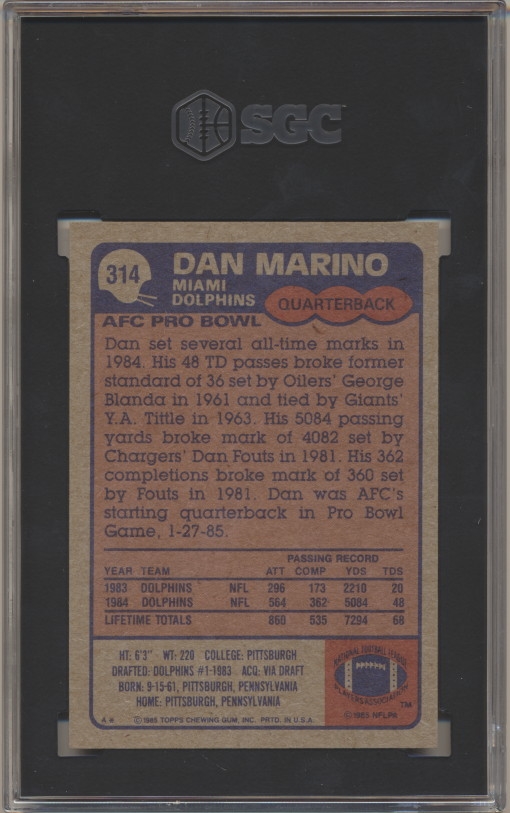 SGC
314
DAN MARINO
MIAMI
DOLPHINS
QUARTERBACK
AFC PRO BOWL
Dan set several all-time marks in
1984. His 48 TD passes broke former
standard of 36 set by Oilers' George
Blanda in 1961 and tied by Giants'
Y.A. Tittle in 1963. His 5084 passing
yards broke mark of 4082 set by
Chargers' Dan Fouts in 1981. His 362
completions broke mark of 360 set
by Fouts in 1981. Dan was AFC's
starting quarterback in Pro Bowl
Game, 1-27-85.
PASSING RECORD
YEAR TEAM ATT COMP YDS TDS
1983 DOLPHINS NFL 296 173 2210 20
1984 DOLPHINS NFL 564 362 5084 48
LIFETIME TOTALS 860 535 7294 68
HT: 6'3" WT: 220 COLLEGE: PITTSBURGH
DRAFTED: DOLPHINS #1-1983 ACQ: VIA DRAFT
BORN: 9-15-61, PITTSBURGH, PENNSYLVANIA
HOME: PITTSBURGH, PENNSYLVANIA
NATIONAL FOOTBALL LEAGUE
PLAYERS ASSOCIATION
TM
©1985 NFLPA
©1985 TOPPS CHEWING GUM, INC. PRTD. IN U.S.A.